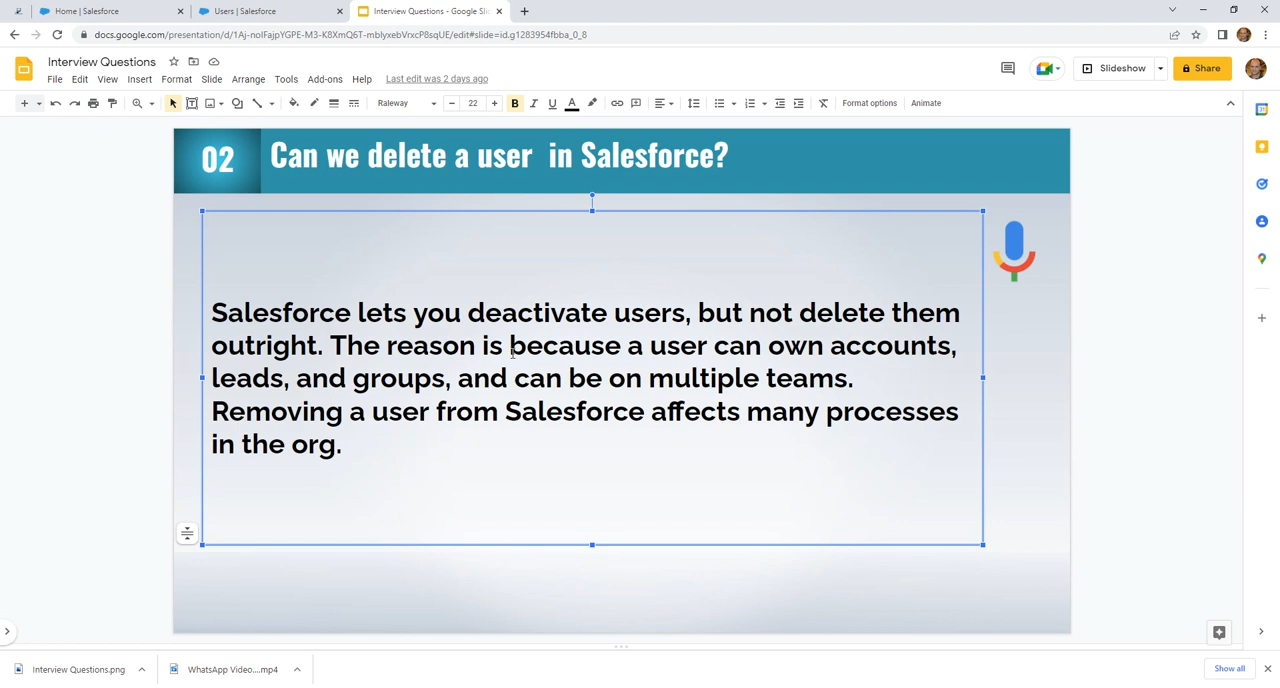 Home | Salesforce
Users | Salesforce
Interview Questions - Google Slid
docs.google.com/presentation/d/1Aj-nolFajpYGPE-M3-K8XmQ6T-mblyxebVrxcP8sqUE/edit#slide=id.g1283954fbba_0_8
Interview Questions
File Edit View Insert Format Slide Arrange Tools Add-ons Help Last edit was 2 days ago
Slideshow
Share
Raleway 22 B I U A Format options Animate
02 Can we delete a user in Salesforce?
Salesforce lets you deactivate users, but not delete them
outright. The reason is because a user can own accounts,
leads, and groups, and can be on multiple teams.
Removing a user from Salesforce affects many processes
in the org.
Interview Questions.png
WhatsApp Video....mp4
Show all